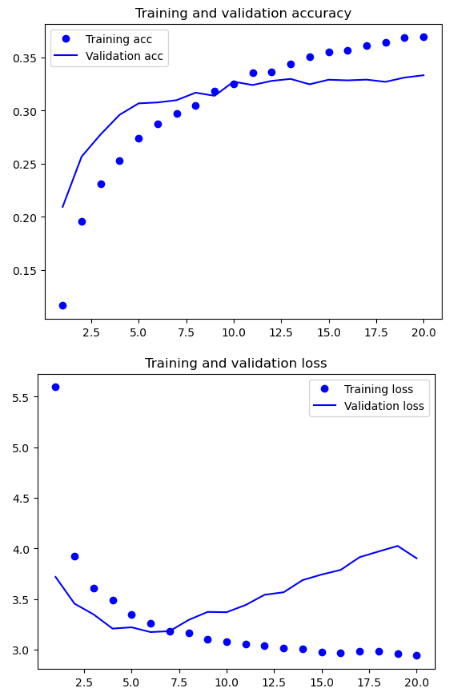 Training and validation accuracy
Training acc
Validation acc
0.35
0.30
0.25
0.20
0.15
2.5 5.0 7.5 10.0 12.5 15.0 17.5 20.0
Training and validation loss
Training loss
Validation loss
5.5
5.0
4.5
4.0
3.5
3.0
2.5 5.0 7.5 10.0 12.5 15.0 17.5 20.0